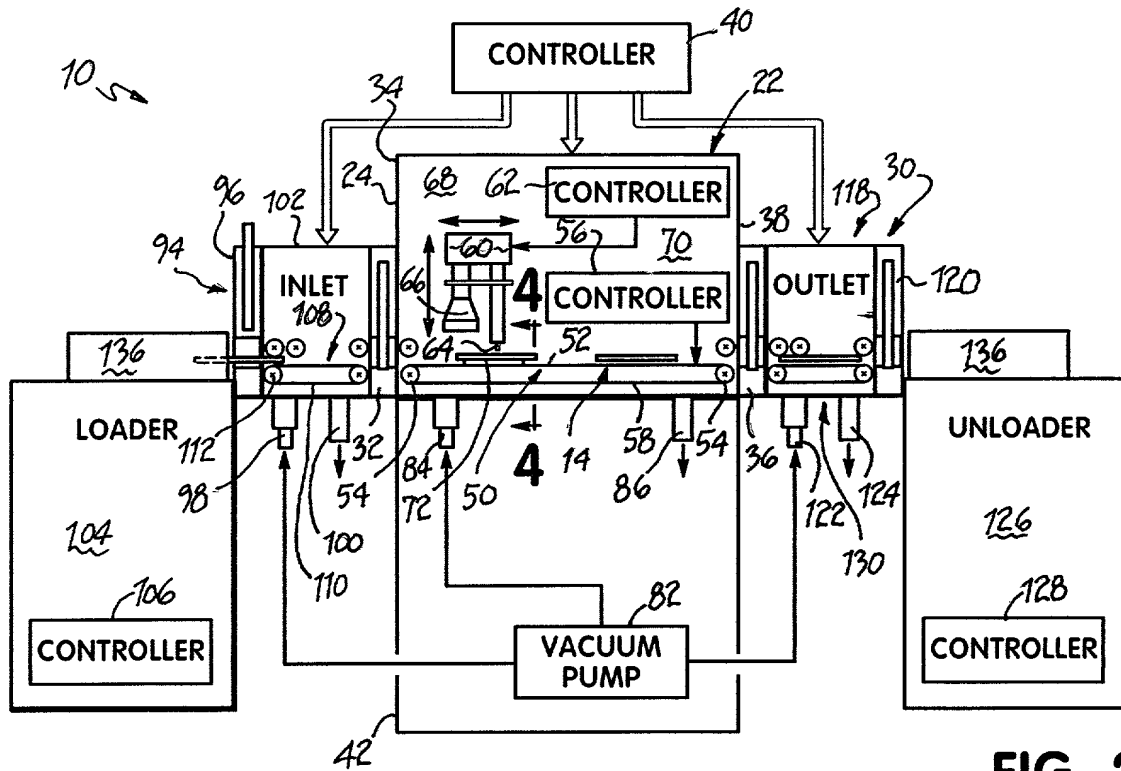 CONTROLLER 40
10
34
22
24 68 62 CONTROLLER
30
96 102 56 38 118
94 60 70
INLET 66 4 CONTROLLER OUTLET 120
108
136 64 52 136
LOADER 112 32 58 54 UNLOADER
98 54 84 72 50 4 14 86 36 122 124
104 100 126
110 130
106 82 128
CONTROLLER VACUUM PUMP CONTROLLER
42